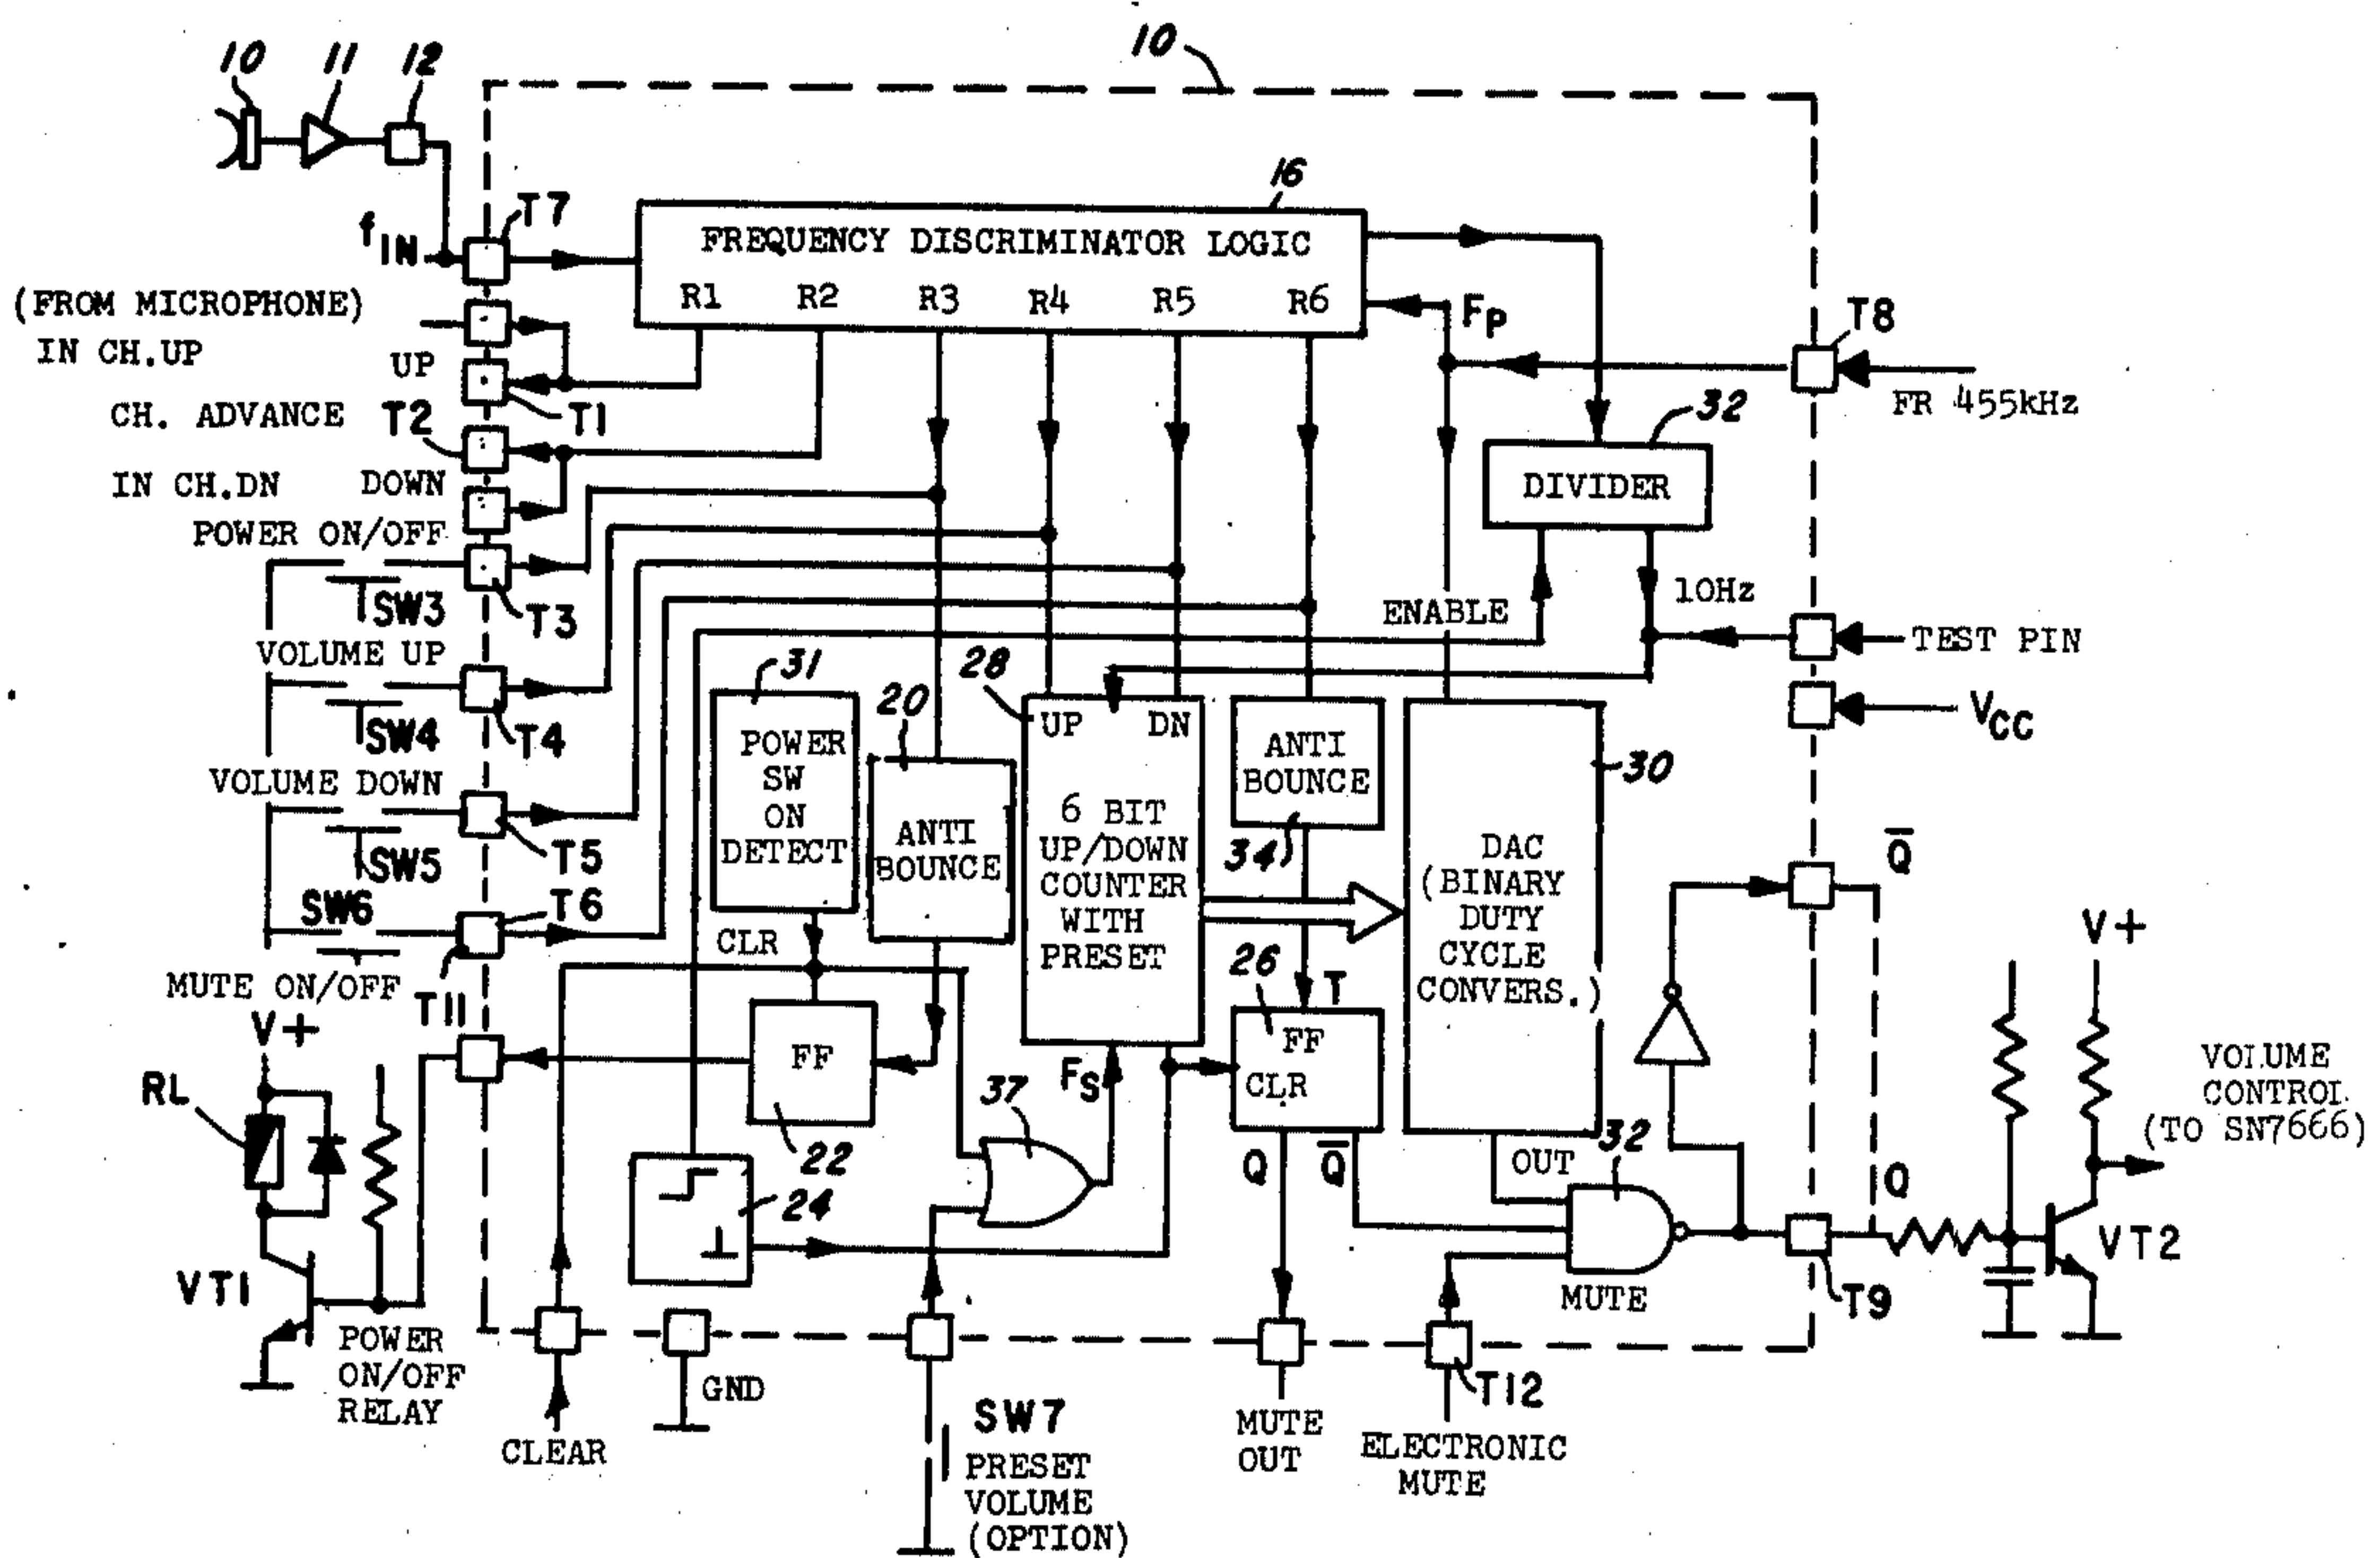 10 11 12 10
16
T7
fIN
FREQUENCY DISCRIMINATOR LOGIC
R1 R2 R3 R4 R5 R6
(FROM MICROPHONE)
IN CH.UP
UP
T1
CH. ADVANCE
T2
IN CH.DN DOWN
POWER ON/OFF
SW3
T3
VOLUME UP
SW4
T4
VOLUME DOWN
SW5
T5
SW6
T6
MUTE ON/OFF
T11
FP
T8
FR 455kHz
32
DIVIDER
10Hz
ENABLE
TEST PIN
VCC
31
POWER
SW
ON
DETECT
20
ANTI
BOUNCE
28
UP DN
6 BIT
UP/DOWN
COUNTER
WITH
PRESET
ANTI
BOUNCE
34
30
DAC
(BINARY
DUTY
CYCLE
CONVERS.)
CLR
FF
22
24
37
FS
26
T
FF
CLR
Q Q̅
OUT
32
MUTE
Q̅
Q
T9
V+
VT2
VOLUME
CONTROL
(TO SN7666)
V+
RL
VT1
POWER
ON/OFF
RELAY
CLEAR
GND
SW7
PRESET
VOLUME
(OPTION)
MUTE
OUT
T12
ELECTRONIC
MUTE